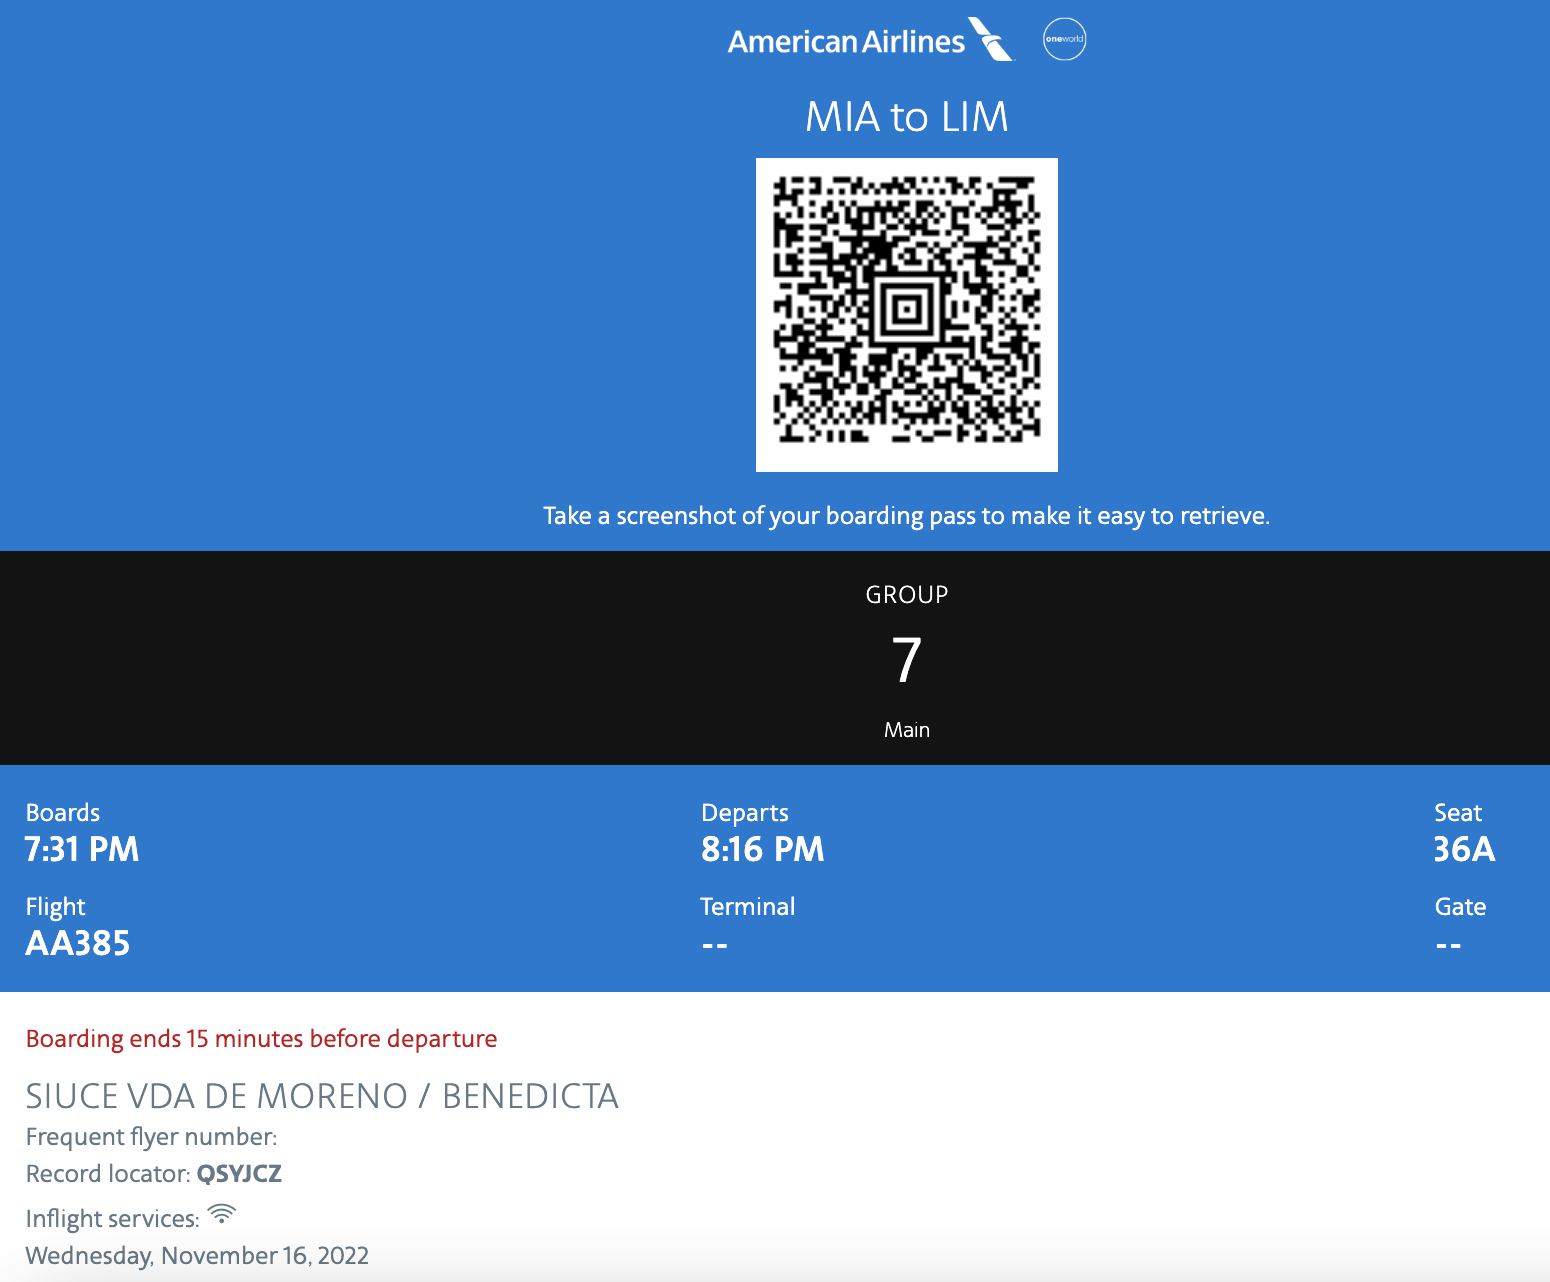 American Airlines
oneworld
MIA to LIM
Take a screenshot of your boarding pass to make it easy to retrieve.
GROUP
7
Main
Boards
7:31 PM
Departs
8:16 PM
Seat
36A
Flight
AA385
Terminal
--
Gate
--
Boarding ends 15 minutes before departure
SIUCE VDA DE MORENO / BENEDICTA
Frequent flyer number:
Record locator: QSYJCZ
Inflight services:
Wednesday, November 16, 2022